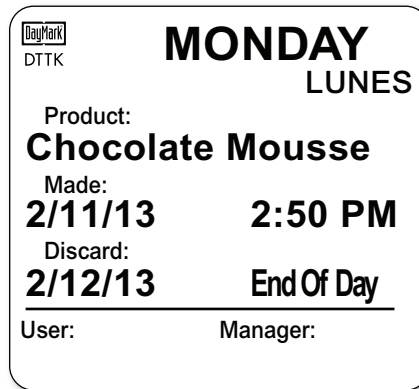 DayMark
DTTK
MONDAY
LUNES
Product:
Chocolate Mousse
Made:
2/11/13 2:50 PM
Discard:
2/12/13 End Of Day
User: Manager: